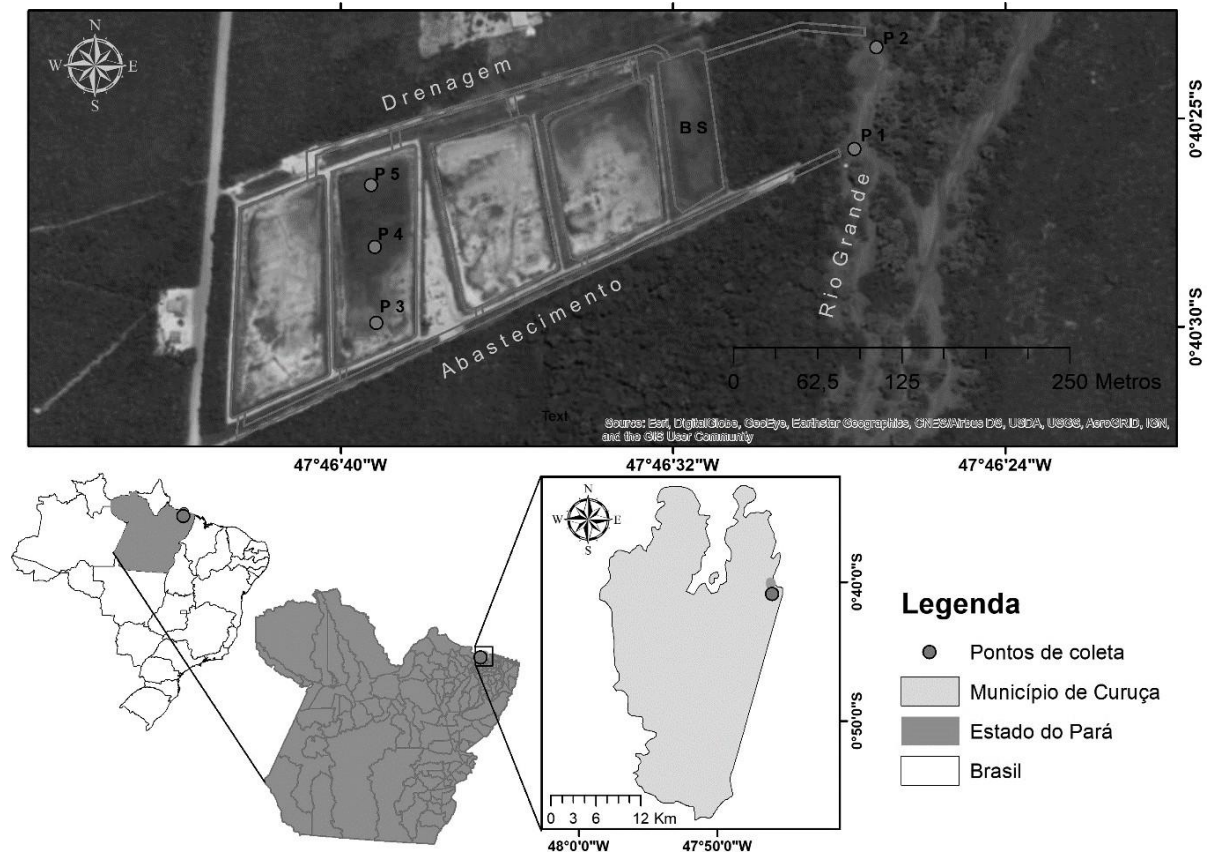 N
W E
S
Drenagem
P 2
B S
P 1
P 5
P 4
P 3
Rio Grande
Abastecimento
0 62,5 125 250 Metros
Text
Source: Esri, DigitalGlobe, GeoEye, Earthstar Geographics, CNES/Airbus DS, USDA, USGS, AeroGRID, IGN,
and the GIS User Community
0°40'25"S
0°40'30"S
47°46'40"W 47°46'32"W 47°46'24"W
N
W E
S
0 3 6 12 Km
0°40'0"S
0°50'0"S
48°0'0"W 47°50'0"W
Legenda
Pontos de coleta
Município de Curuça
Estado do Pará
Brasil